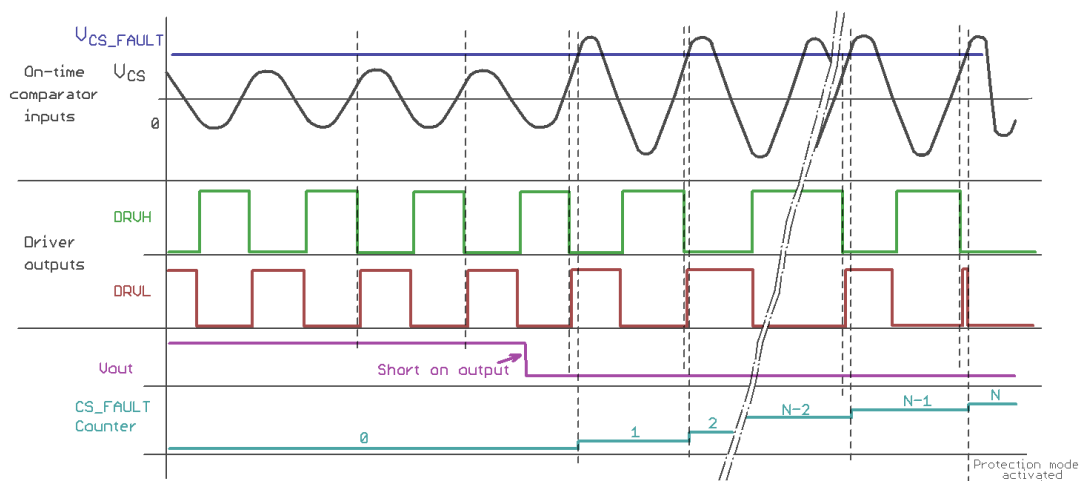 VCS_FAULT
On-time
comparator
inputs
VCS
0
DRVH
Driver
outputs
DRVL
Vout
Short on output
CS_FAULT
Counter
0
1
2
N-2
N-1
N
Protection mode
activated